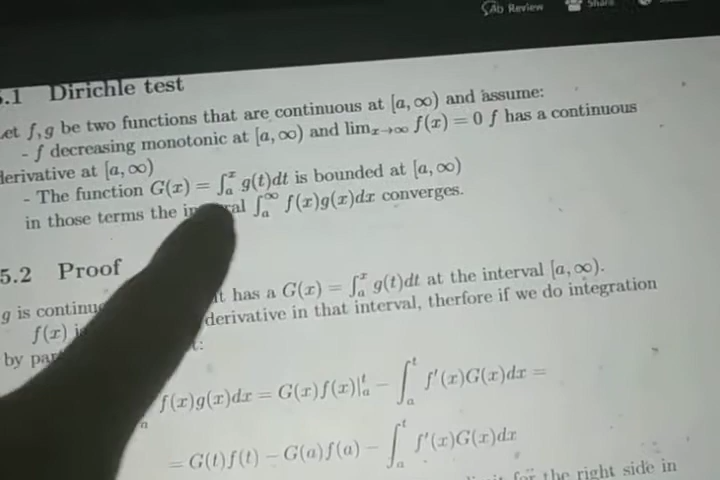 Ab Review Share
.1 Dirichle test
et f, g be two functions that are continuous at [a, ∞) and assume:
- f decreasing monotonic at [a, ∞) and lim_{x→∞} f(x) = 0 f has a continuous
derivative at [a, ∞)
- The function G(x) = ∫_a^x g(t)dt is bounded at [a, ∞)
in those terms the ∫_a^∞ f(x)g(x)dx converges.
5.2 Proof
g is has a G(x) = ∫_a^x g(t)dt at the interval [a, ∞).
f(x) derivative in that interval, therfore if we do integration
by
f(x)g(x)dx = G(x)f(x)|_a^t − ∫_a^t f'(x)G(x)dx =
= G(t)f(t) − G(a)f(a) − ∫_a^t f'(x)G(x)dx
for the right side in